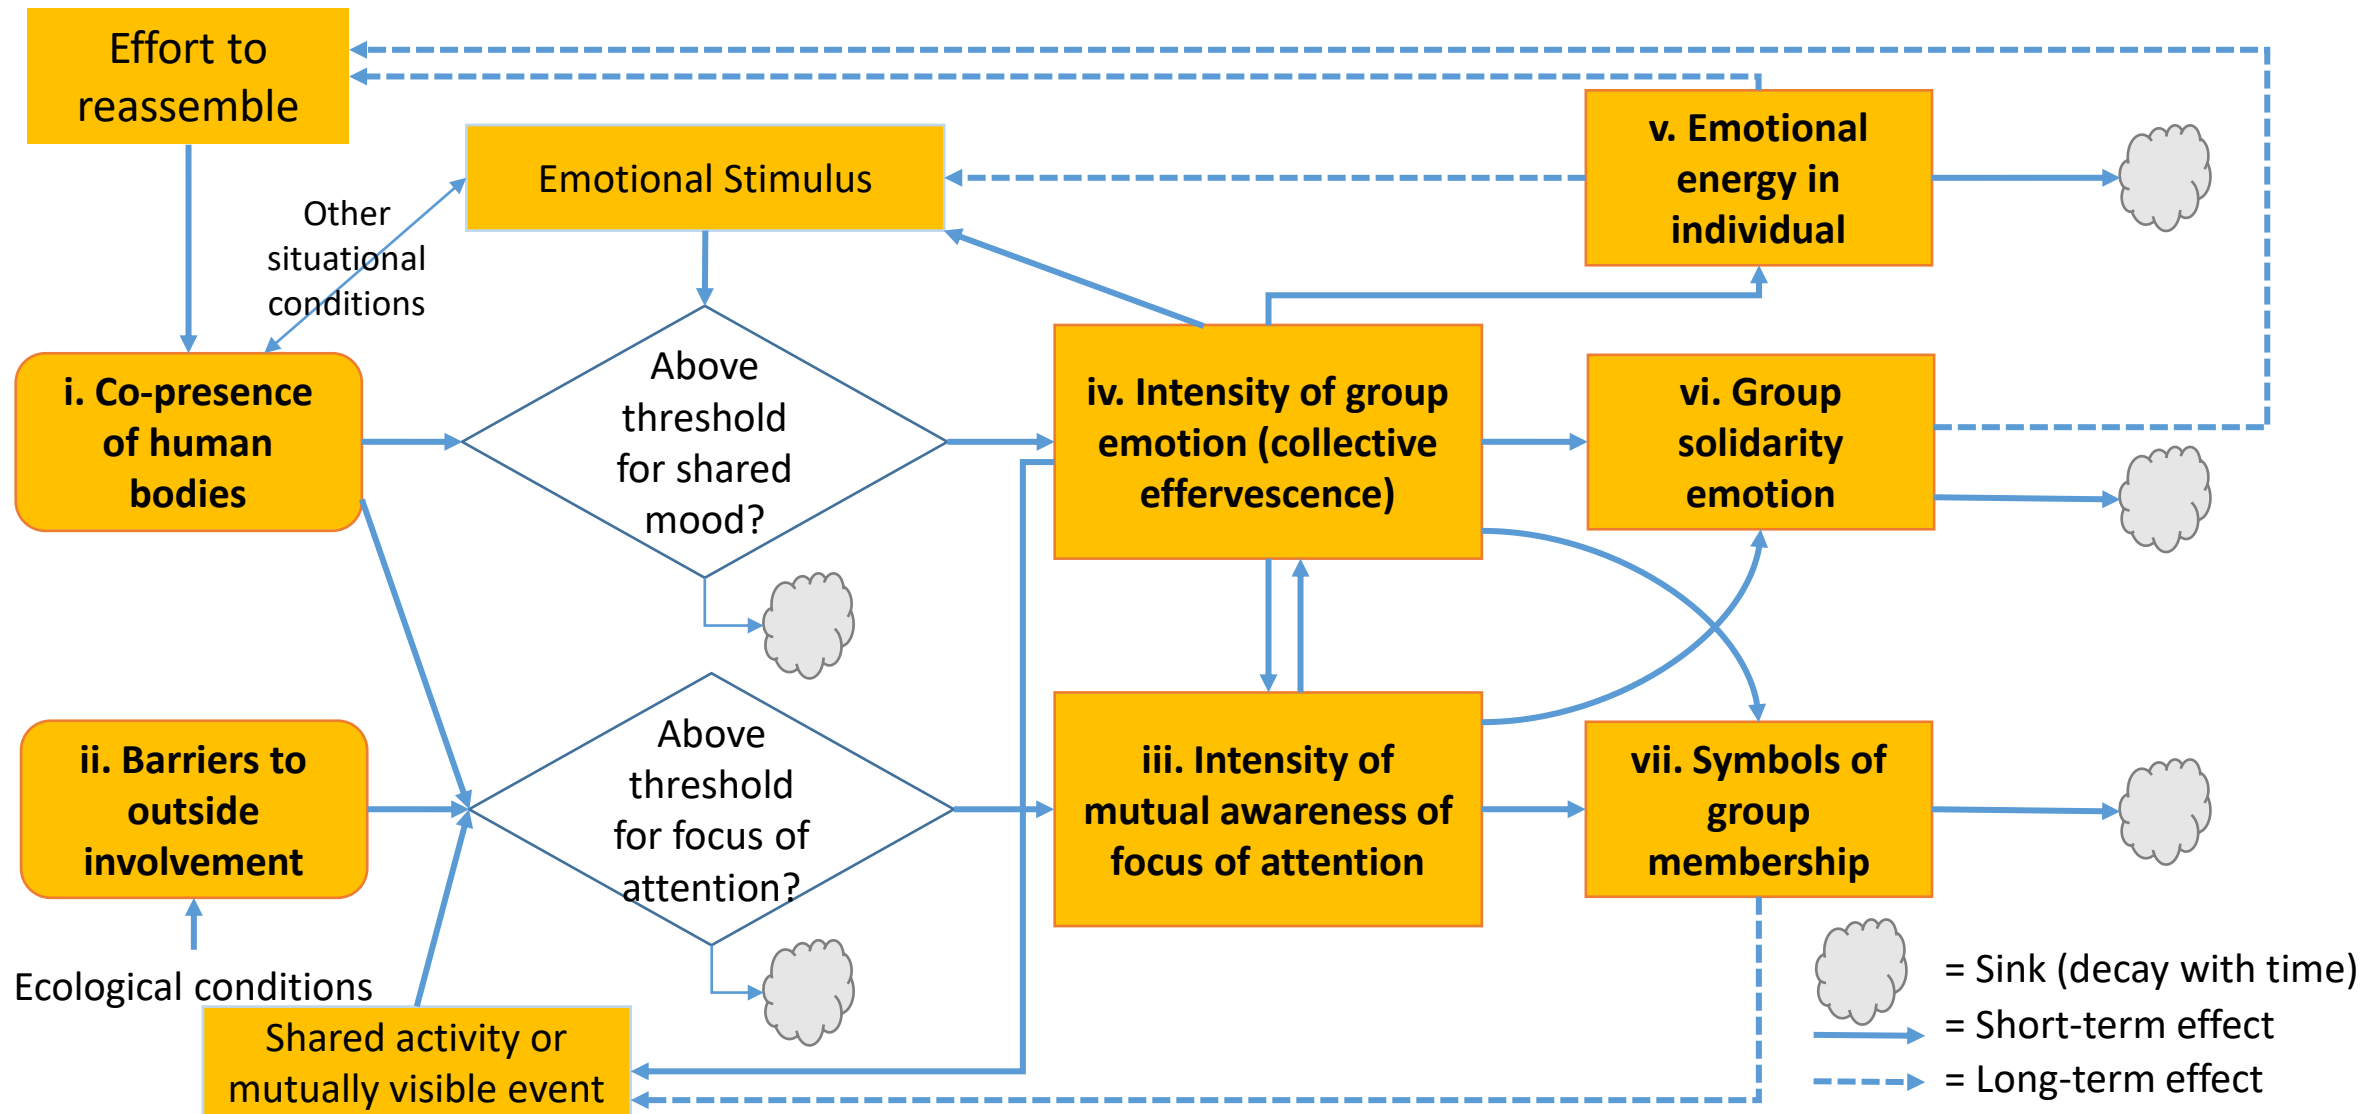 Effort to
reassemble
Emotional Stimulus
v. Emotional
energy in
individual
Other
situational
conditions
i. Co-presence
of human
bodies
Above
threshold
for shared
mood?
iv. Intensity of group
emotion (collective
effervescence)
vi. Group
solidarity
emotion
ii. Barriers to
outside
involvement
Above
threshold
for focus of
attention?
iii. Intensity of
mutual awareness of
focus of attention
vii. Symbols of
group
membership
Ecological conditions
Shared activity or
mutually visible event
= Sink (decay with time)
= Short-term effect
= Long-term effect